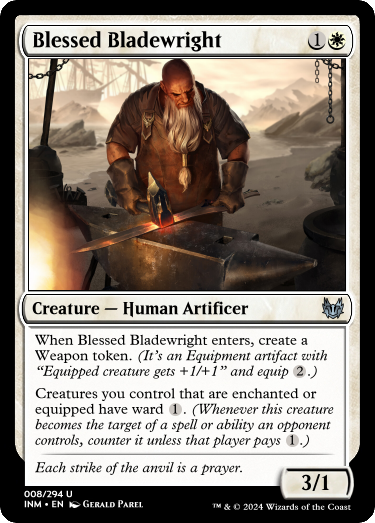 Blessed Bladewright 1
Creature — Human Artificer
When Blessed Bladewright enters, create a
Weapon token. (It's an Equipment artifact with
“Equipped creature gets +1/+1” and equip 2.)
Creatures you control that are enchanted or
equipped have ward 1. (Whenever this creature
becomes the target of a spell or ability an opponent
controls, counter it unless that player pays 1.)
Each strike of the anvil is a prayer.
3/1
008/294 U
INM • EN Gerald Parel
™ & © 2024 Wizards of the Coast